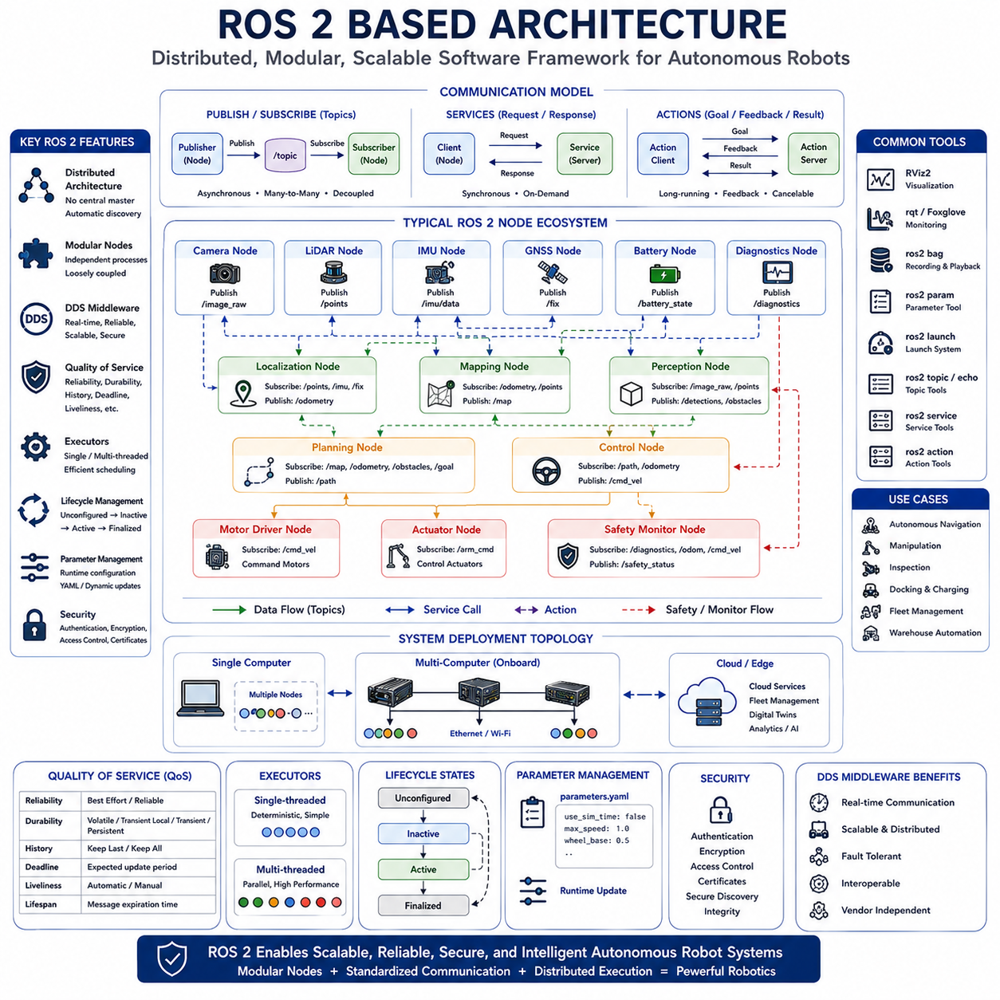 ROS 2 BASED ARCHITECTURE
Distributed, Modular, Scalable Software Framework for Autonomous Robots
KEY ROS 2 FEATURES
Distributed
Architecture
No central master
Automatic discovery
Modular Nodes
Independent processes
Loosely coupled
DDS
DDS Middleware
Real-time, Reliable,
Scalable, Secure
Quality of Service
Reliability, Durability,
History, Deadline,
Liveliness, etc.
Executors
Single / Multi-threaded
Efficient scheduling
Lifecycle Management
Unconfigured → Inactive
→ Active → Finalized
Parameter Management
Runtime configuration
YAML / Dynamic updates
Security
Authentication, Encryption,
Access Control, Certificates
COMMUNICATION MODEL
PUBLISH / SUBSCRIBE (Topics)
Publisher
(Node)
Publish
/topic
Subscribe
Subscriber
(Node)
Asynchronous • Many-to-Many • Decoupled
SERVICES (Request / Response)
Client
(Node)
Request
Response
Service
(Server)
Synchronous • On-Demand
ACTIONS (Goal / Feedback / Result)
Action
Client
Goal
Feedback
Result
Action
Server
Long-running • Feedback • Cancelable
TYPICAL ROS 2 NODE ECOSYSTEM
Camera Node
Publish
/image_raw
LiDAR Node
Publish
/points
IMU Node
Publish
/imu/data
GNSS Node
Publish
/fix
Battery Node
Publish
/battery_state
Diagnostics Node
Publish
/diagnostics
Localization Node
Subscribe: /points, /imu, /fix
Publish: /odometry
Mapping Node
Subscribe: /odometry, /points
Publish: /map
Perception Node
Subscribe: /image_raw, /points
Publish: /detections, /obstacles
Planning Node
Subscribe: /map, /odometry, /obstacles, /goal
Publish: /path
Control Node
Subscribe: /path, /odometry
Publish: /cmd_vel
Motor Driver Node
Subscribe: /cmd_vel
Command Motors
Actuator Node
Subscribe: /arm_cmd
Control Actuators
Safety Monitor Node
Subscribe: /diagnostics, /odom, /cmd_vel
Publish: /safety_status
Data Flow (Topics)
Service Call
Action
Safety / Monitor Flow
COMMON TOOLS
RViz2
Visualization
rqt / Foxglove
Monitoring
ros2 bag
Recording & Playback
ros2 param
Parameter Tool
ros2 launch
Launch System
ros2 topic / echo
Topic Tools
ros2 service
Service Tools
ros2 action
Action Tools
USE CASES
Autonomous Navigation
Manipulation
Inspection
Docking & Charging
Fleet Management
Warehouse Automation
SYSTEM DEPLOYMENT TOPOLOGY
Single Computer
Multiple Nodes
...
Multi-Computer (Onboard)
Ethernet / Wi-Fi
Cloud / Edge
Cloud Services
Fleet Management
Digital Twins
Analytics / AI
QUALITY OF SERVICE (QoS)
Reliability Best Effort / Reliable
Durability Volatile / Transient Local / Transient /
Persistent
History Keep Last / Keep All
Deadline Expected update period
Liveliness Automatic / Manual
Lifespan Message expiration time
EXECUTORS
Single-threaded
Deterministic, Simple
Multi-threaded
Parallel, High Performance
LIFECYCLE STATES
Unconfigured
Inactive
Active
Finalized
PARAMETER MANAGEMENT
parameters.yaml
use_sim_time: false
max_speed: 1.0
wheel_base: 0.5
..
Runtime Update
SECURITY
Authentication
Encryption
Access Control
Certificates
Secure Discovery
Integrity
DDS MIDDLEWARE BENEFITS
Real-time Communication
Scalable & Distributed
Fault Tolerant
Interoperable
Vendor Independent
ROS 2 Enables Scalable, Reliable, Secure, and Intelligent Autonomous Robot Systems
Modular Nodes + Standardized Communication + Distributed Execution = Powerful Robotics